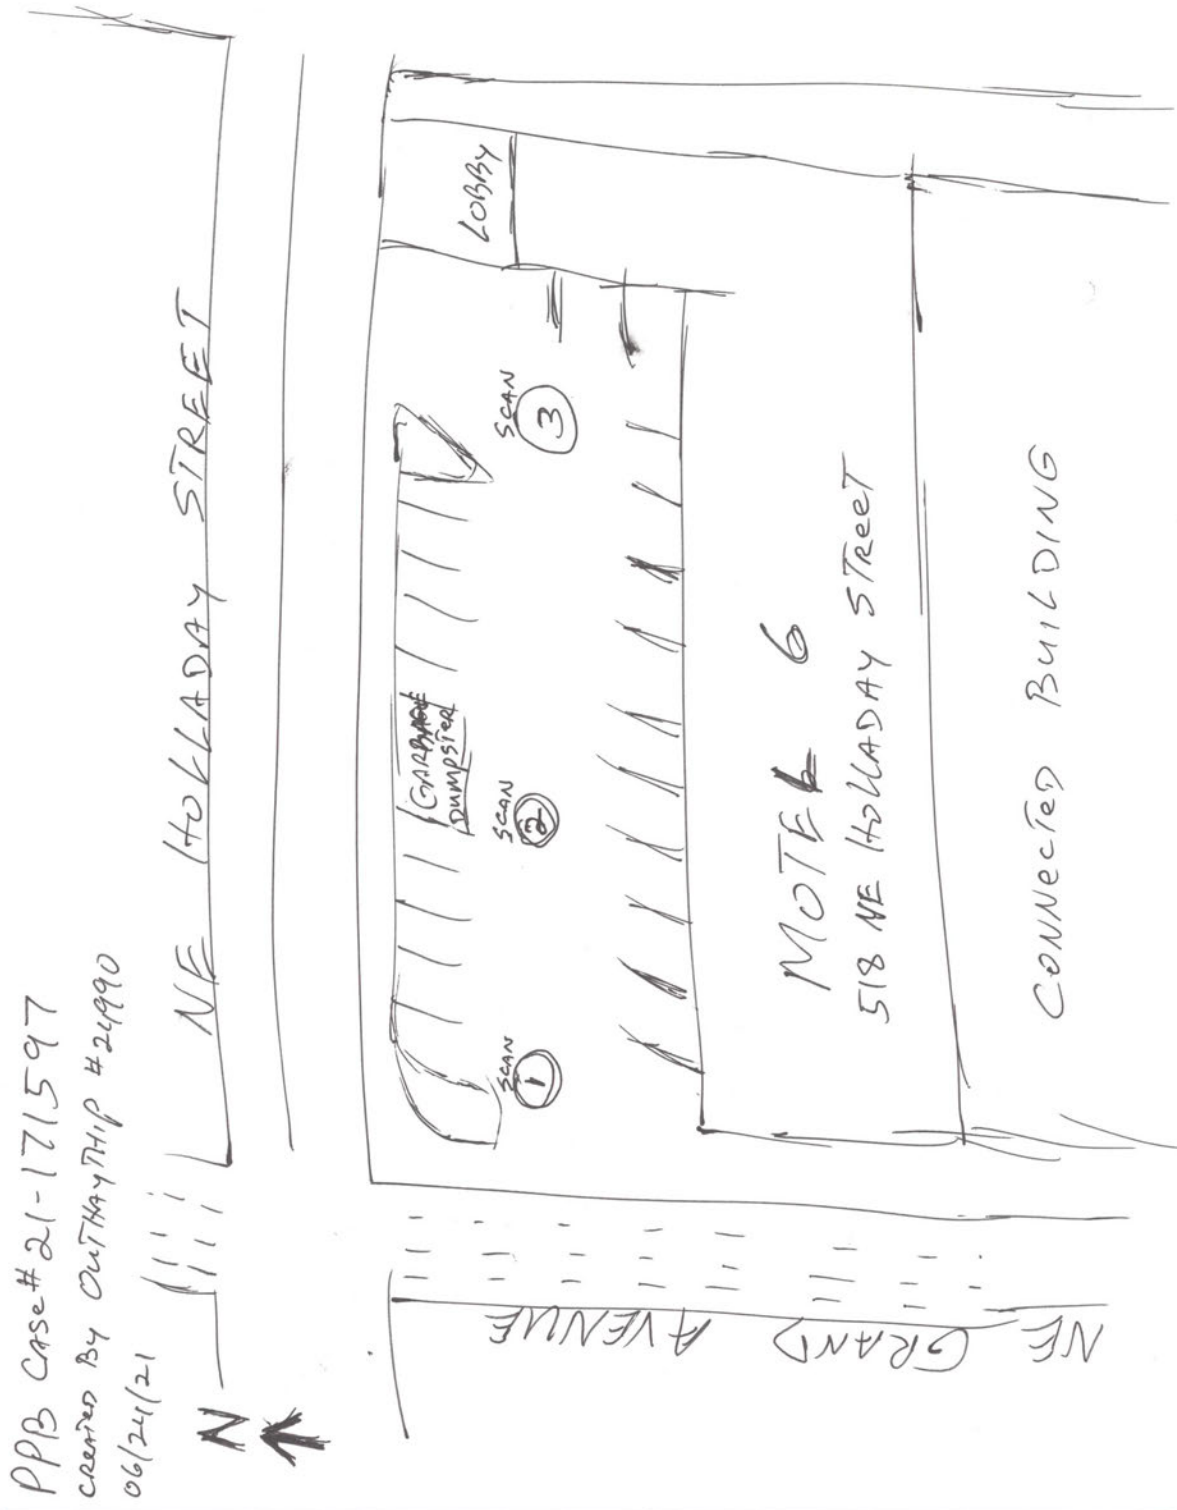 PPB CASE # 21-171597
CREATED BY OUTHAYTHIP #24990
06/24/21
N
NE HOLLADAY STREET
LOBBY
GARBAGE
DUMPSTER
SCAN
1
SCAN
2
SCAN
3
MOTEL 6
518 NE HOLLADAY STREET
CONNECTED BUILDING
NE GRAND AVENUE